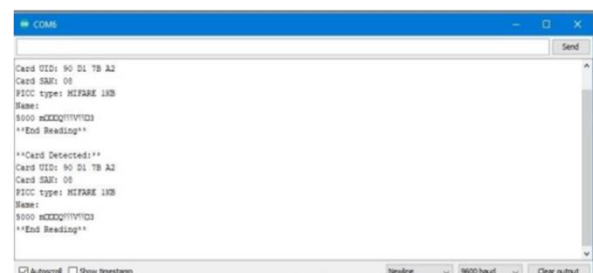 COM6
Send
Card UID: 90 D1 7B A2
Card SAK: 08
PICC type: MIFARE 1KB
Name:
5000
**End Reading**
**Card Detected:**
Card UID: 90 D1 7B A2
Card SAK: 08
PICC type: MIFARE 1KB
Name:
5000
**End Reading**
Autoscroll Show timestamp Newline 9600 baud Clear output